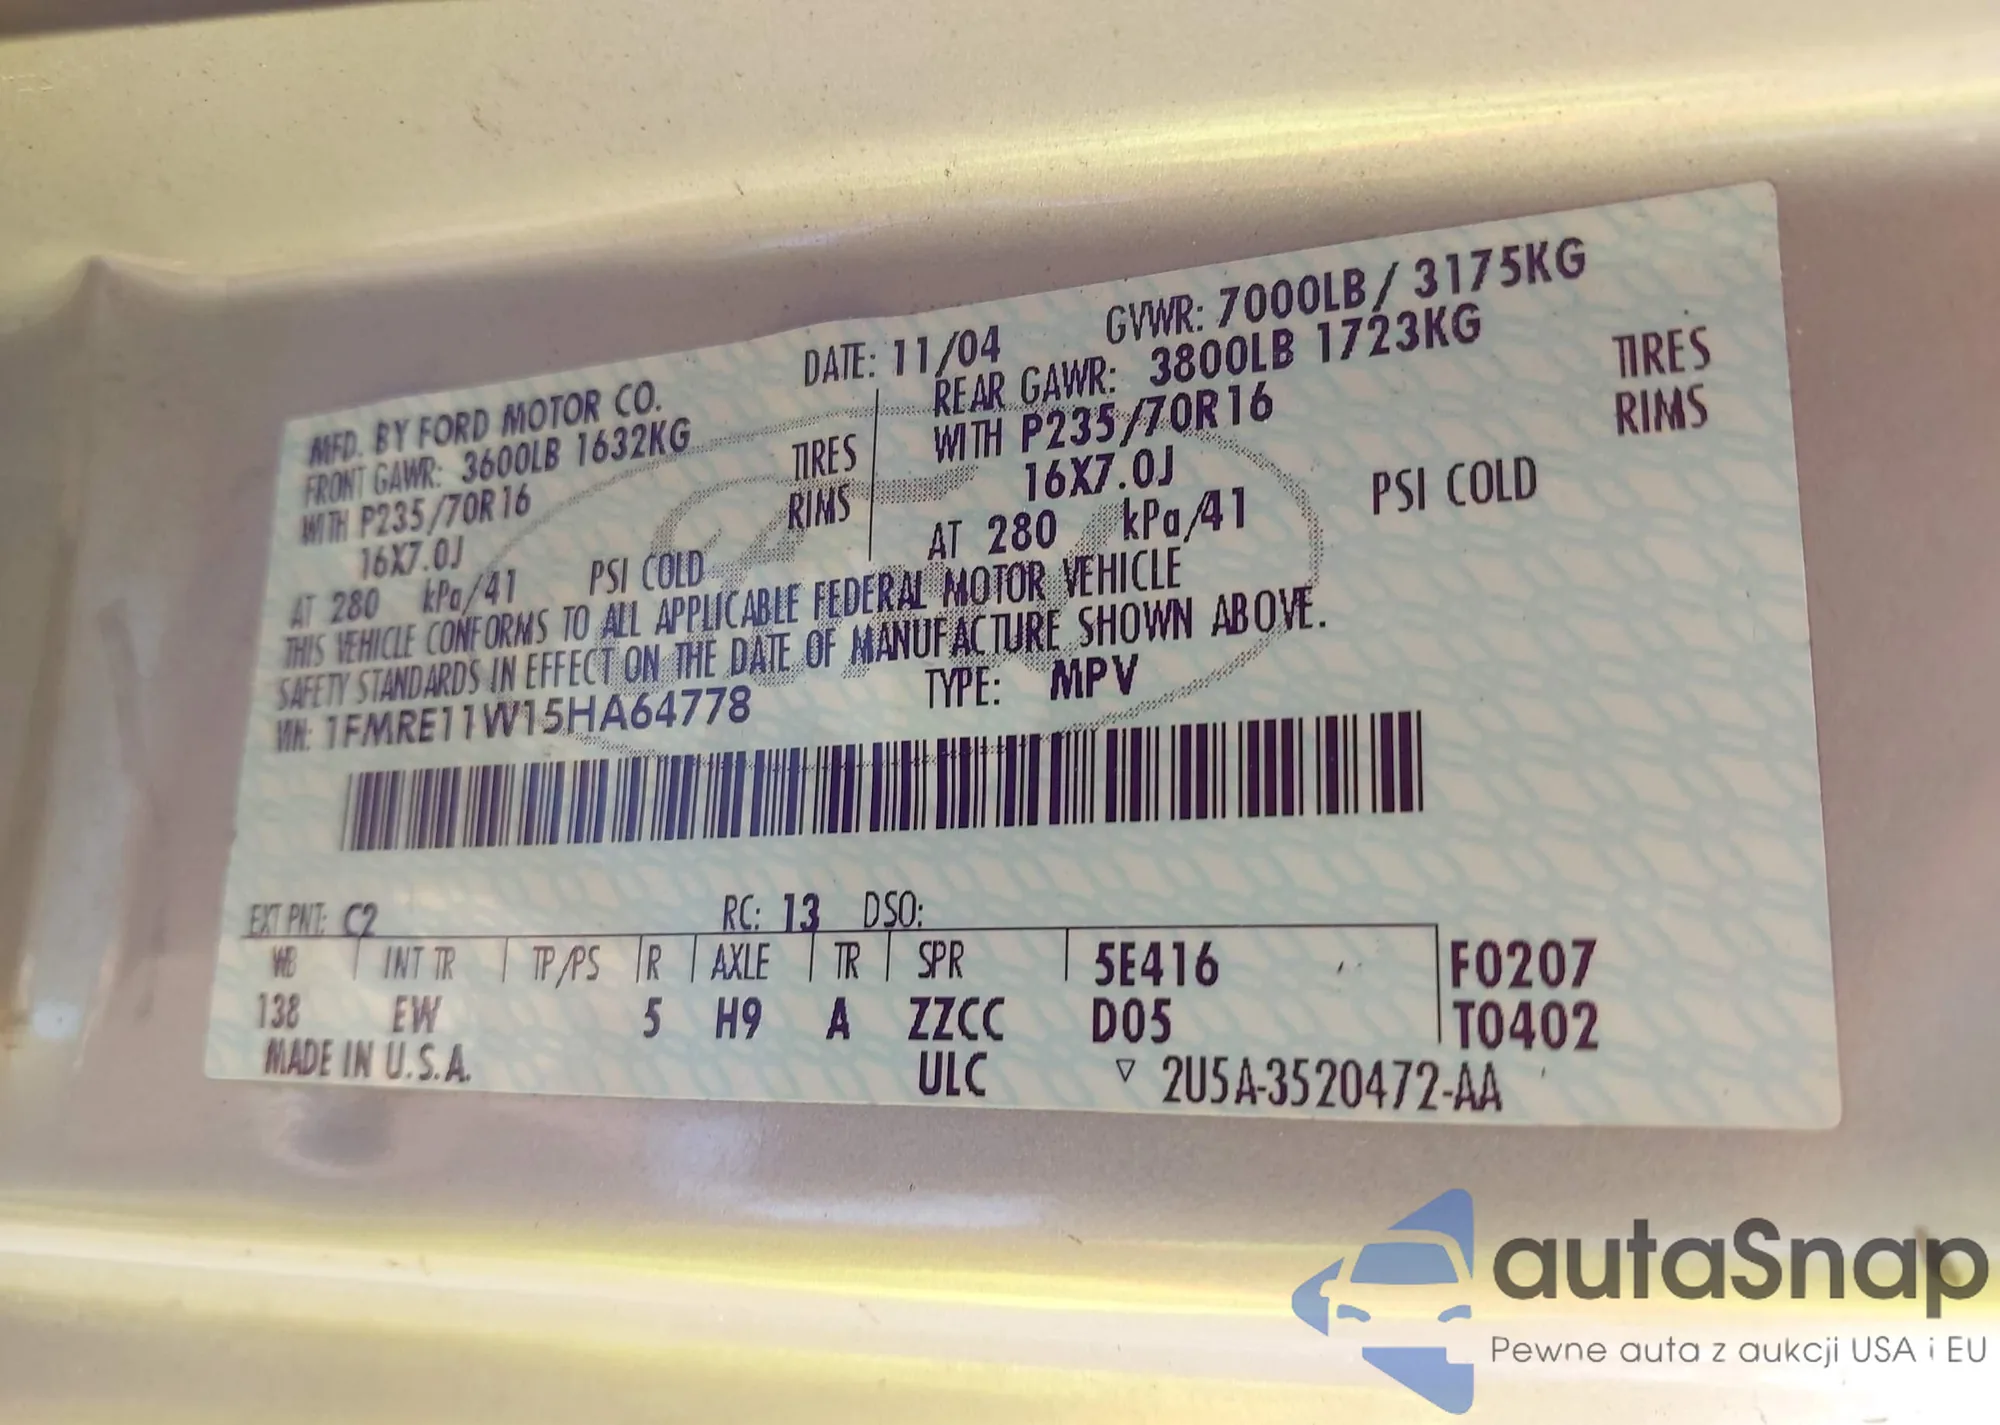 MFD. BY FORD MOTOR CO. DATE: 11/04 GVWR: 7000LB/ 3175KG
FRONT GAWR: 3600LB 1632KG REAR GAWR: 3800LB 1723KG
WITH P235/70R16 TIRES WITH P235/70R16 TIRES
16X7.0J RIMS 16X7.0J RIMS
AT 280 kPa/41 PSI COLD AT 280 kPa/41 PSI COLD
THIS VEHICLE CONFORMS TO ALL APPLICABLE FEDERAL MOTOR VEHICLE
SAFETY STANDARDS IN EFFECT ON THE DATE OF MANUFACTURE SHOWN ABOVE.
VIN: 1FMRE11W15HA64778 TYPE: MPV
EXT PNT: C2 RC: 13 DSO:
WB INT TR TP/PS R AXLE TR SPR 5E416 F0207
138 EW 5 H9 A ZZCC D05 T0402
MADE IN U.S.A. ULC ▽ 2U5A-3520472-AA
autaSnap
Pewne auta z aukcji USA i EU